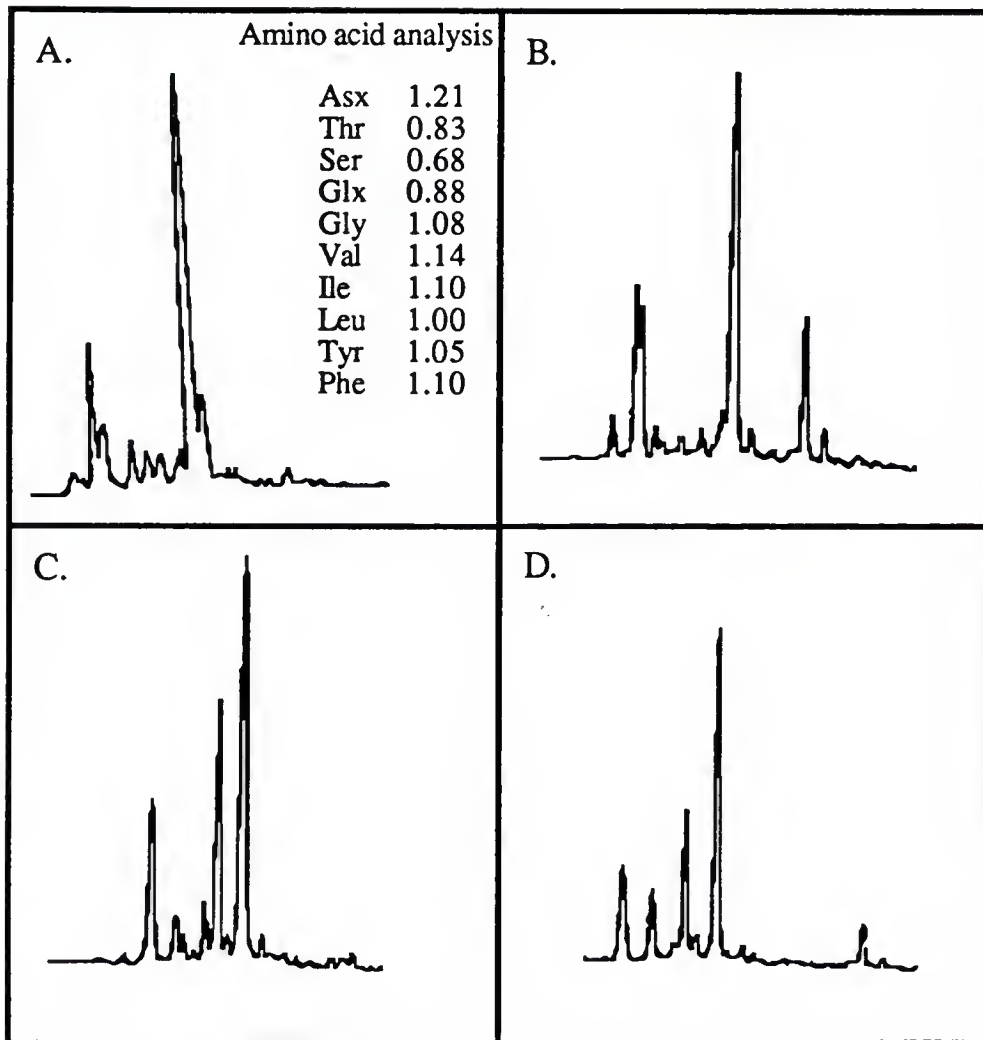 A.
Amino acid analysis
Asx 1.21
Thr 0.83
Ser 0.68
Glx 0.88
Gly 1.08
Val 1.14
Ile 1.10
Leu 1.00
Tyr 1.05
Phe 1.10
B.
C.
D.